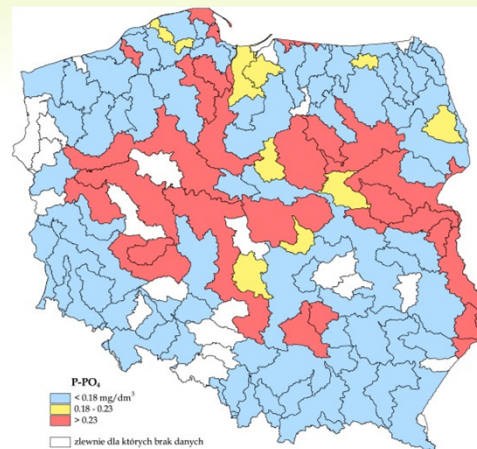 P-PO₄
< 0.18 mg/dm³
0.18 - 0.23
> 0.23
zlewnie dla których brak danych